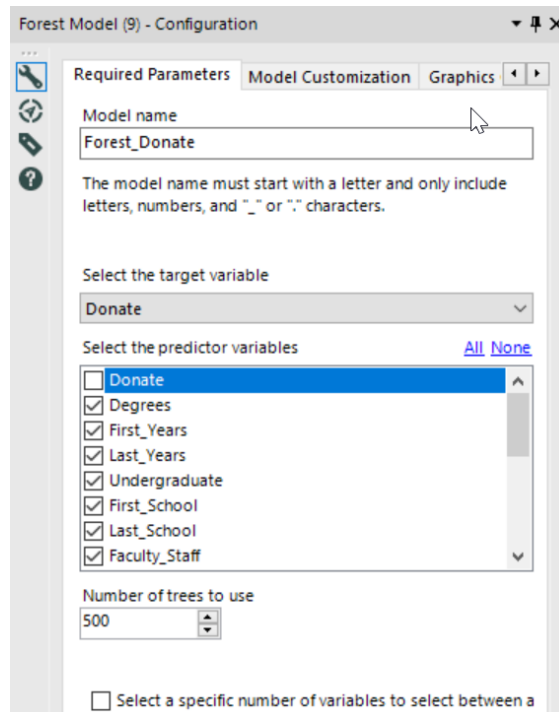 Forest Model (9) - Configuration
Required Parameters Model Customization Graphics
Model name
Forest_Donate
The model name must start with a letter and only include
letters, numbers, and "_" or "." characters.
Select the target variable
Donate
Select the predictor variables All None
Donate
Degrees
First_Years
Last_Years
Undergraduate
First_School
Last_School
Faculty_Staff
Number of trees to use
500
Select a specific number of variables to select between a